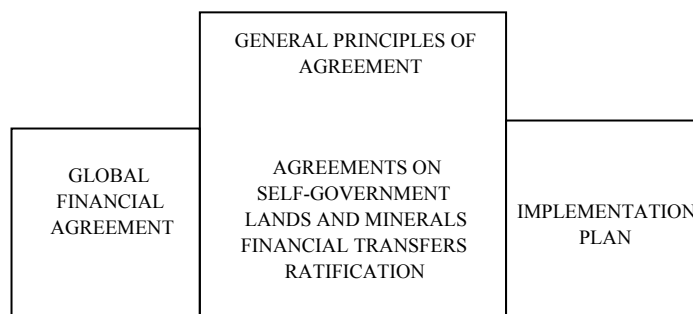 GENERAL PRINCIPLES OF
AGREEMENT
GLOBAL
FINANCIAL
AGREEMENT
AGREEMENTS ON
SELF-GOVERNMENT
LANDS AND MINERALS
FINANCIAL TRANSFERS
RATIFICATION
IMPLEMENTATION
PLAN